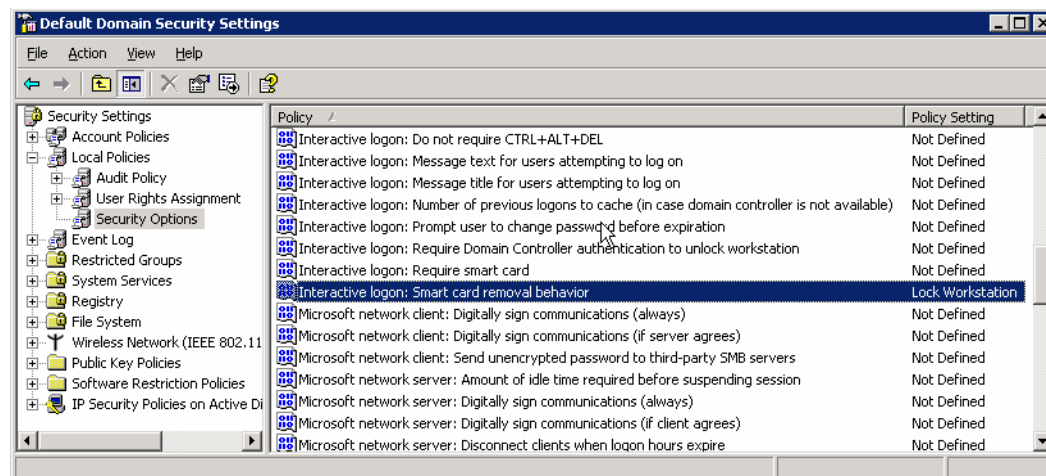 Default Domain Security Settings
File Action View Help
Security Settings
Account Policies
Local Policies
Audit Policy
User Rights Assignment
Security Options
Event Log
Restricted Groups
System Services
Registry
File System
Wireless Network (IEEE 802.11
Public Key Policies
Software Restriction Policies
IP Security Policies on Active Di
Policy Policy Setting
Interactive logon: Do not require CTRL+ALT+DEL Not Defined
Interactive logon: Message text for users attempting to log on Not Defined
Interactive logon: Message title for users attempting to log on Not Defined
Interactive logon: Number of previous logons to cache (in case domain controller is not available) Not Defined
Interactive logon: Prompt user to change password before expiration Not Defined
Interactive logon: Require Domain Controller authentication to unlock workstation Not Defined
Interactive logon: Require smart card Not Defined
Interactive logon: Smart card removal behavior Lock Workstation
Microsoft network client: Digitally sign communications (always) Not Defined
Microsoft network client: Digitally sign communications (if server agrees) Not Defined
Microsoft network client: Send unencrypted password to third-party SMB servers Not Defined
Microsoft network server: Amount of idle time required before suspending session Not Defined
Microsoft network server: Digitally sign communications (always) Not Defined
Microsoft network server: Digitally sign communications (if client agrees) Not Defined
Microsoft network server: Disconnect clients when logon hours expire Not Defined